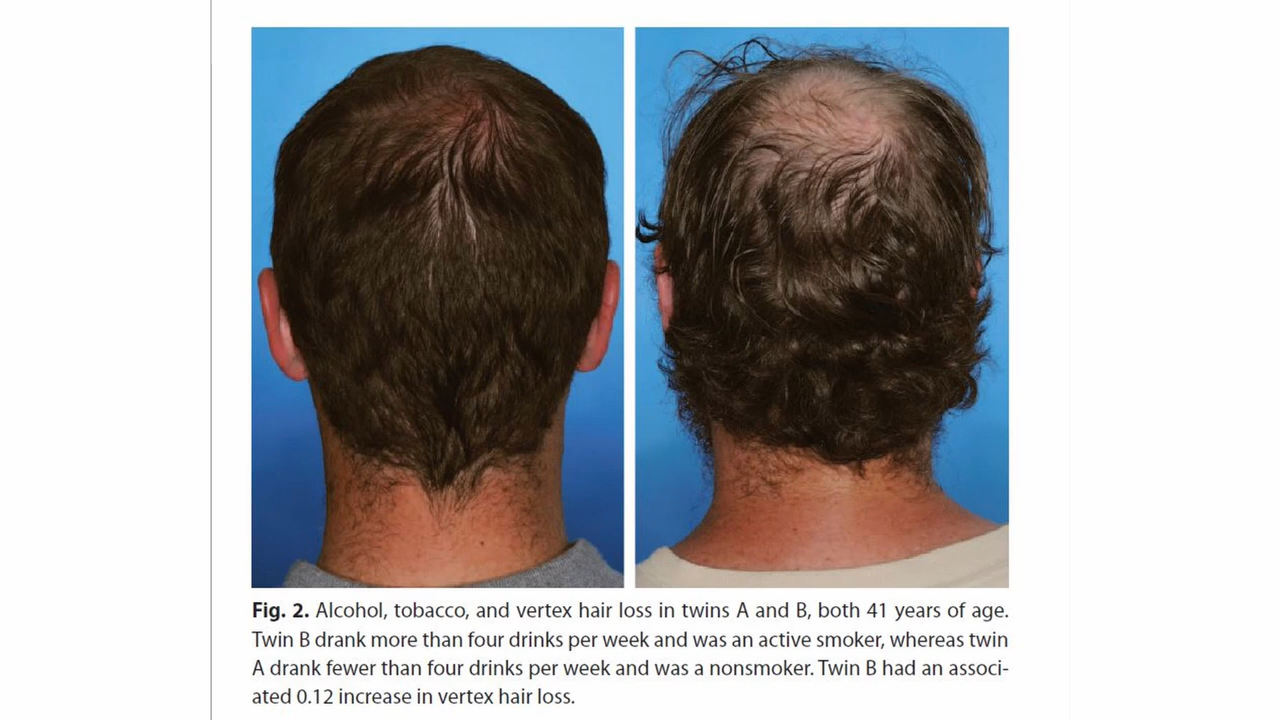 Fig. 2. Alcohol, tobacco, and vertex hair loss in twins A and B, both 41 years of age.
Twin B drank more than four drinks per week and was an active smoker, whereas twin
A drank fewer than four drinks per week and was a nonsmoker. Twin B had an associ-
ated 0.12 increase in vertex hair loss.